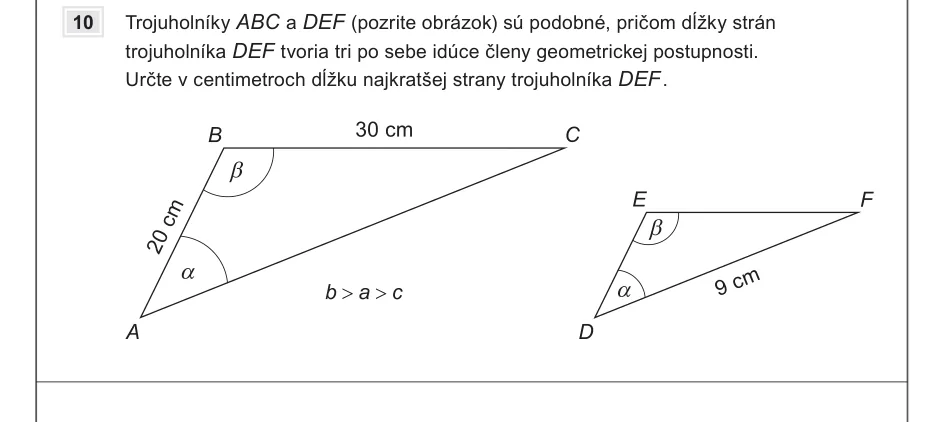 10 Trojuholníky ABC a DEF (pozrite obrázok) sú podobné, pričom dĺžky strán
trojuholníka DEF tvoria tri po sebe idúce členy geometrickej postupnosti.
Určte v centimetroch dĺžku najkratšej strany trojuholníka DEF.
B
30 cm
C
β
20 cm
α
A
b > a > c
E
F
β
α
9 cm
D